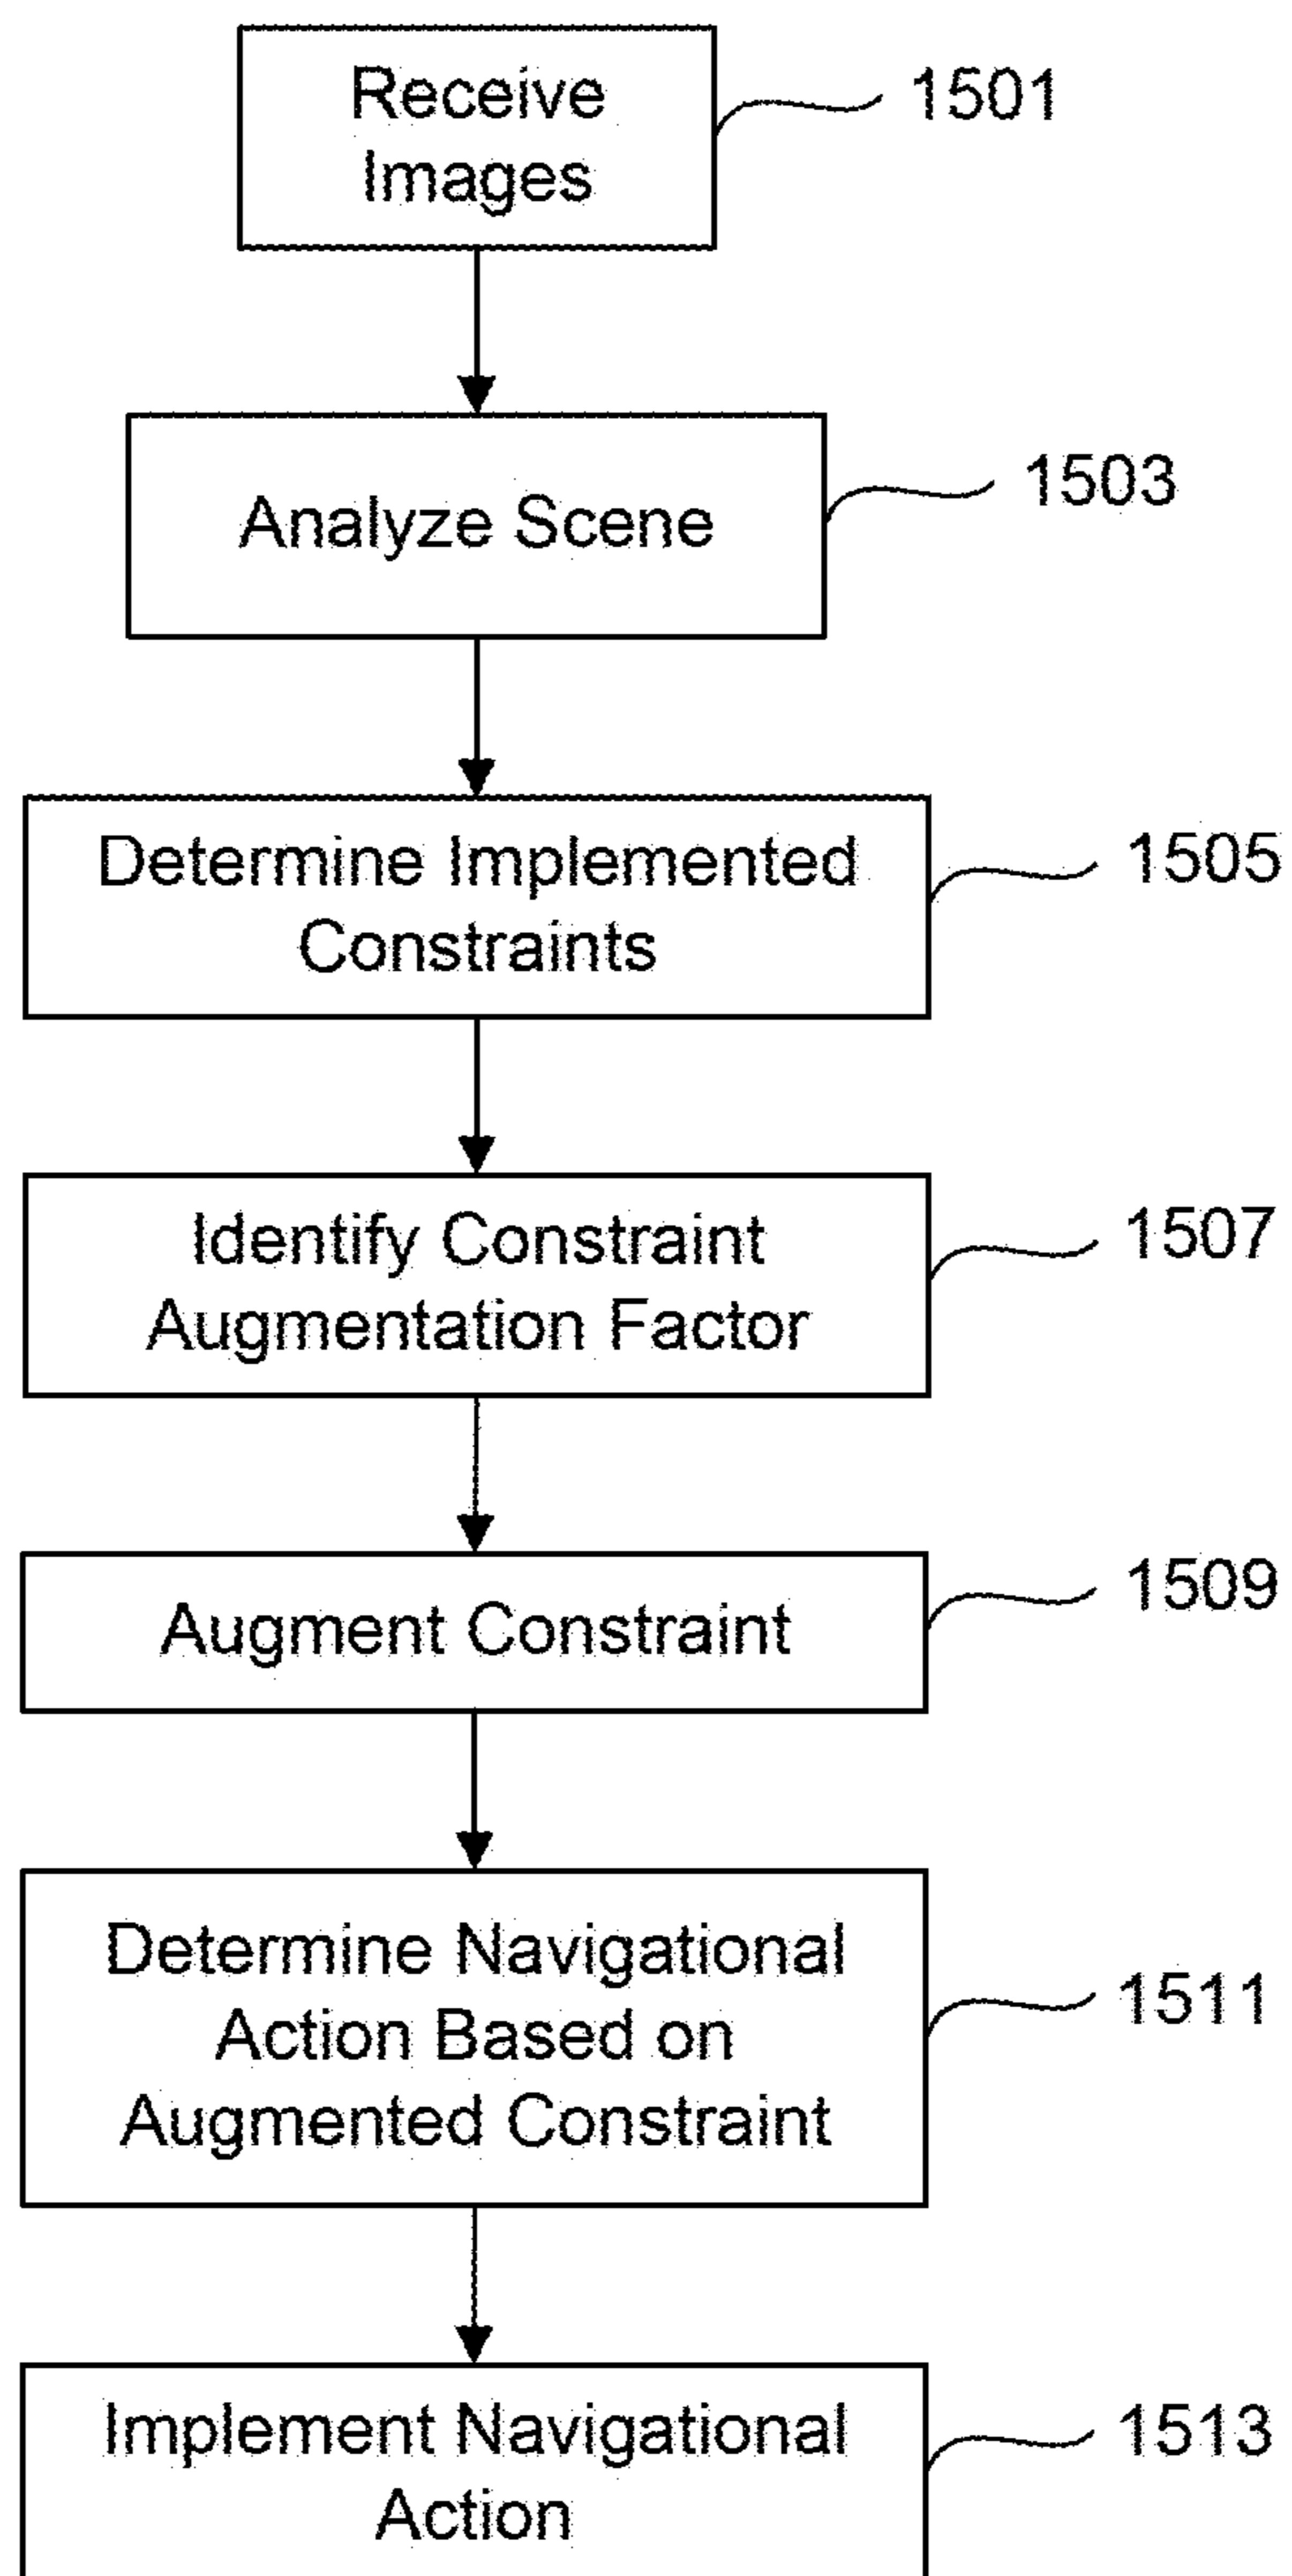 Receive
Images
1501
Analyze Scene
1503
Determine Implemented
Constraints
1505
Identify Constraint
Augmentation Factor
1507
Augment Constraint
1509
Determine Navigational
Action Based on
Augmented Constraint
1511
Implement Navigational
Action
1513